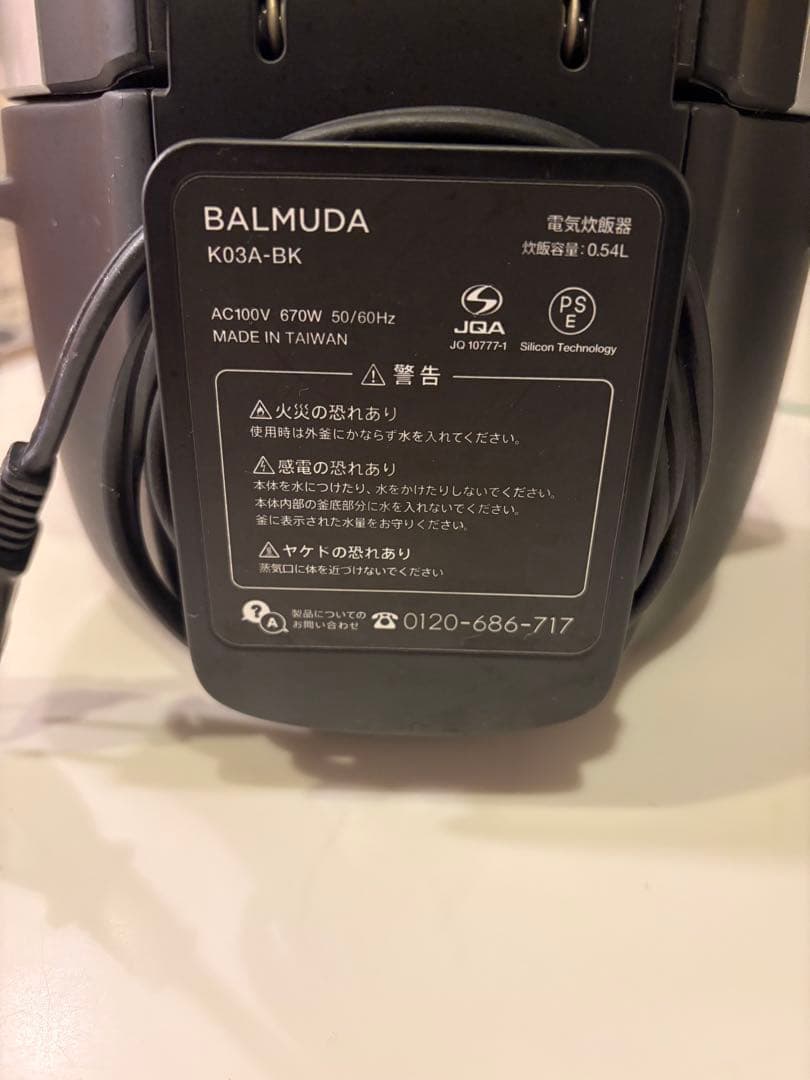 BALMUDA
K03A-BK
電気炊飯器
炊飯容量:0.54L
AC100V 670W 50/60Hz
MADE IN TAIWAN
JQA
JQ 10777-1
PS
E
Silicon Technology
警告
火災の恐れあり
使用時は外釜にかならず水を入れてください。
感電の恐れあり
本体を水につけたり、水をかけたりしないでください。
本体内部の釜底部分に水を入れないでください。
釜に表示された水量をお守りください。
ヤケドの恐れあり
蒸気口に体を近づけないでください
? A
製品についての
お問い合わせ
☎0120-686-717